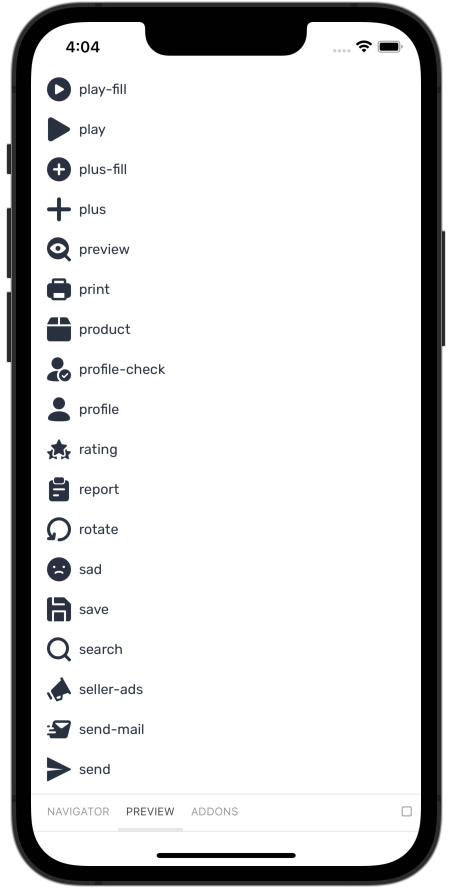 4:04
play-fill
play
plus-fill
plus
preview
print
product
profile-check
profile
rating
report
rotate
sad
save
search
seller-ads
send-mail
send
NAVIGATOR PREVIEW ADDONS